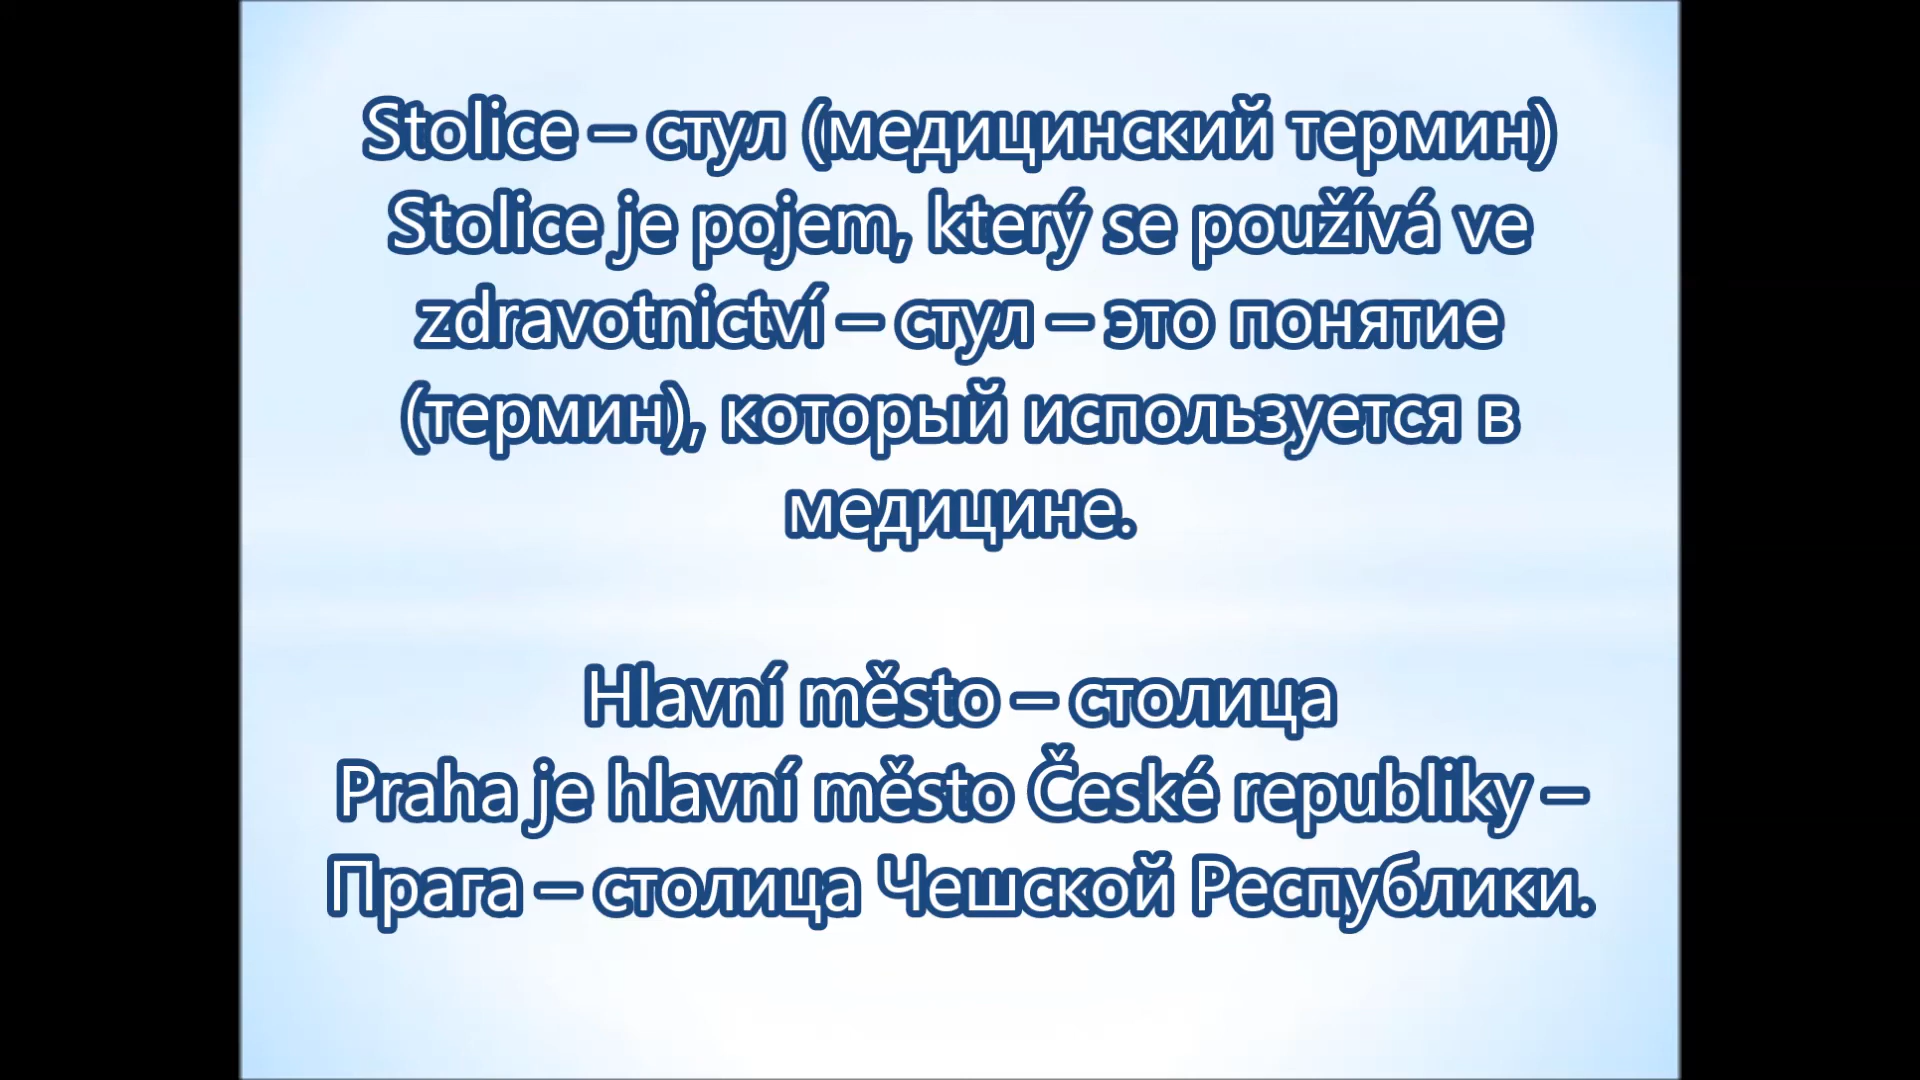 Stolice – стул (медицинский термин)
Stolice je pojem, který se používá ve
zdravotnictví – стул – это понятие
(термин), который используется в
медицине.
Hlavní město – столица
Praha je hlavní město České republiky –
Прага – столица Чешской Республики.